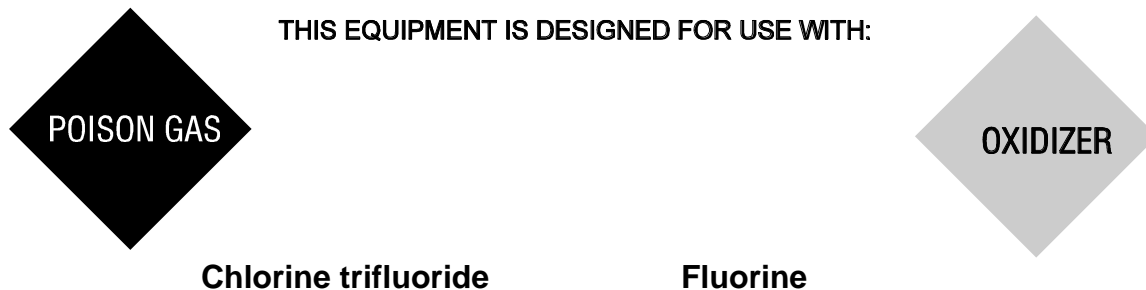 THIS EQUIPMENT IS DESIGNED FOR USE WITH:
POISON GAS
OXIDIZER
Chlorine trifluoride
Fluorine